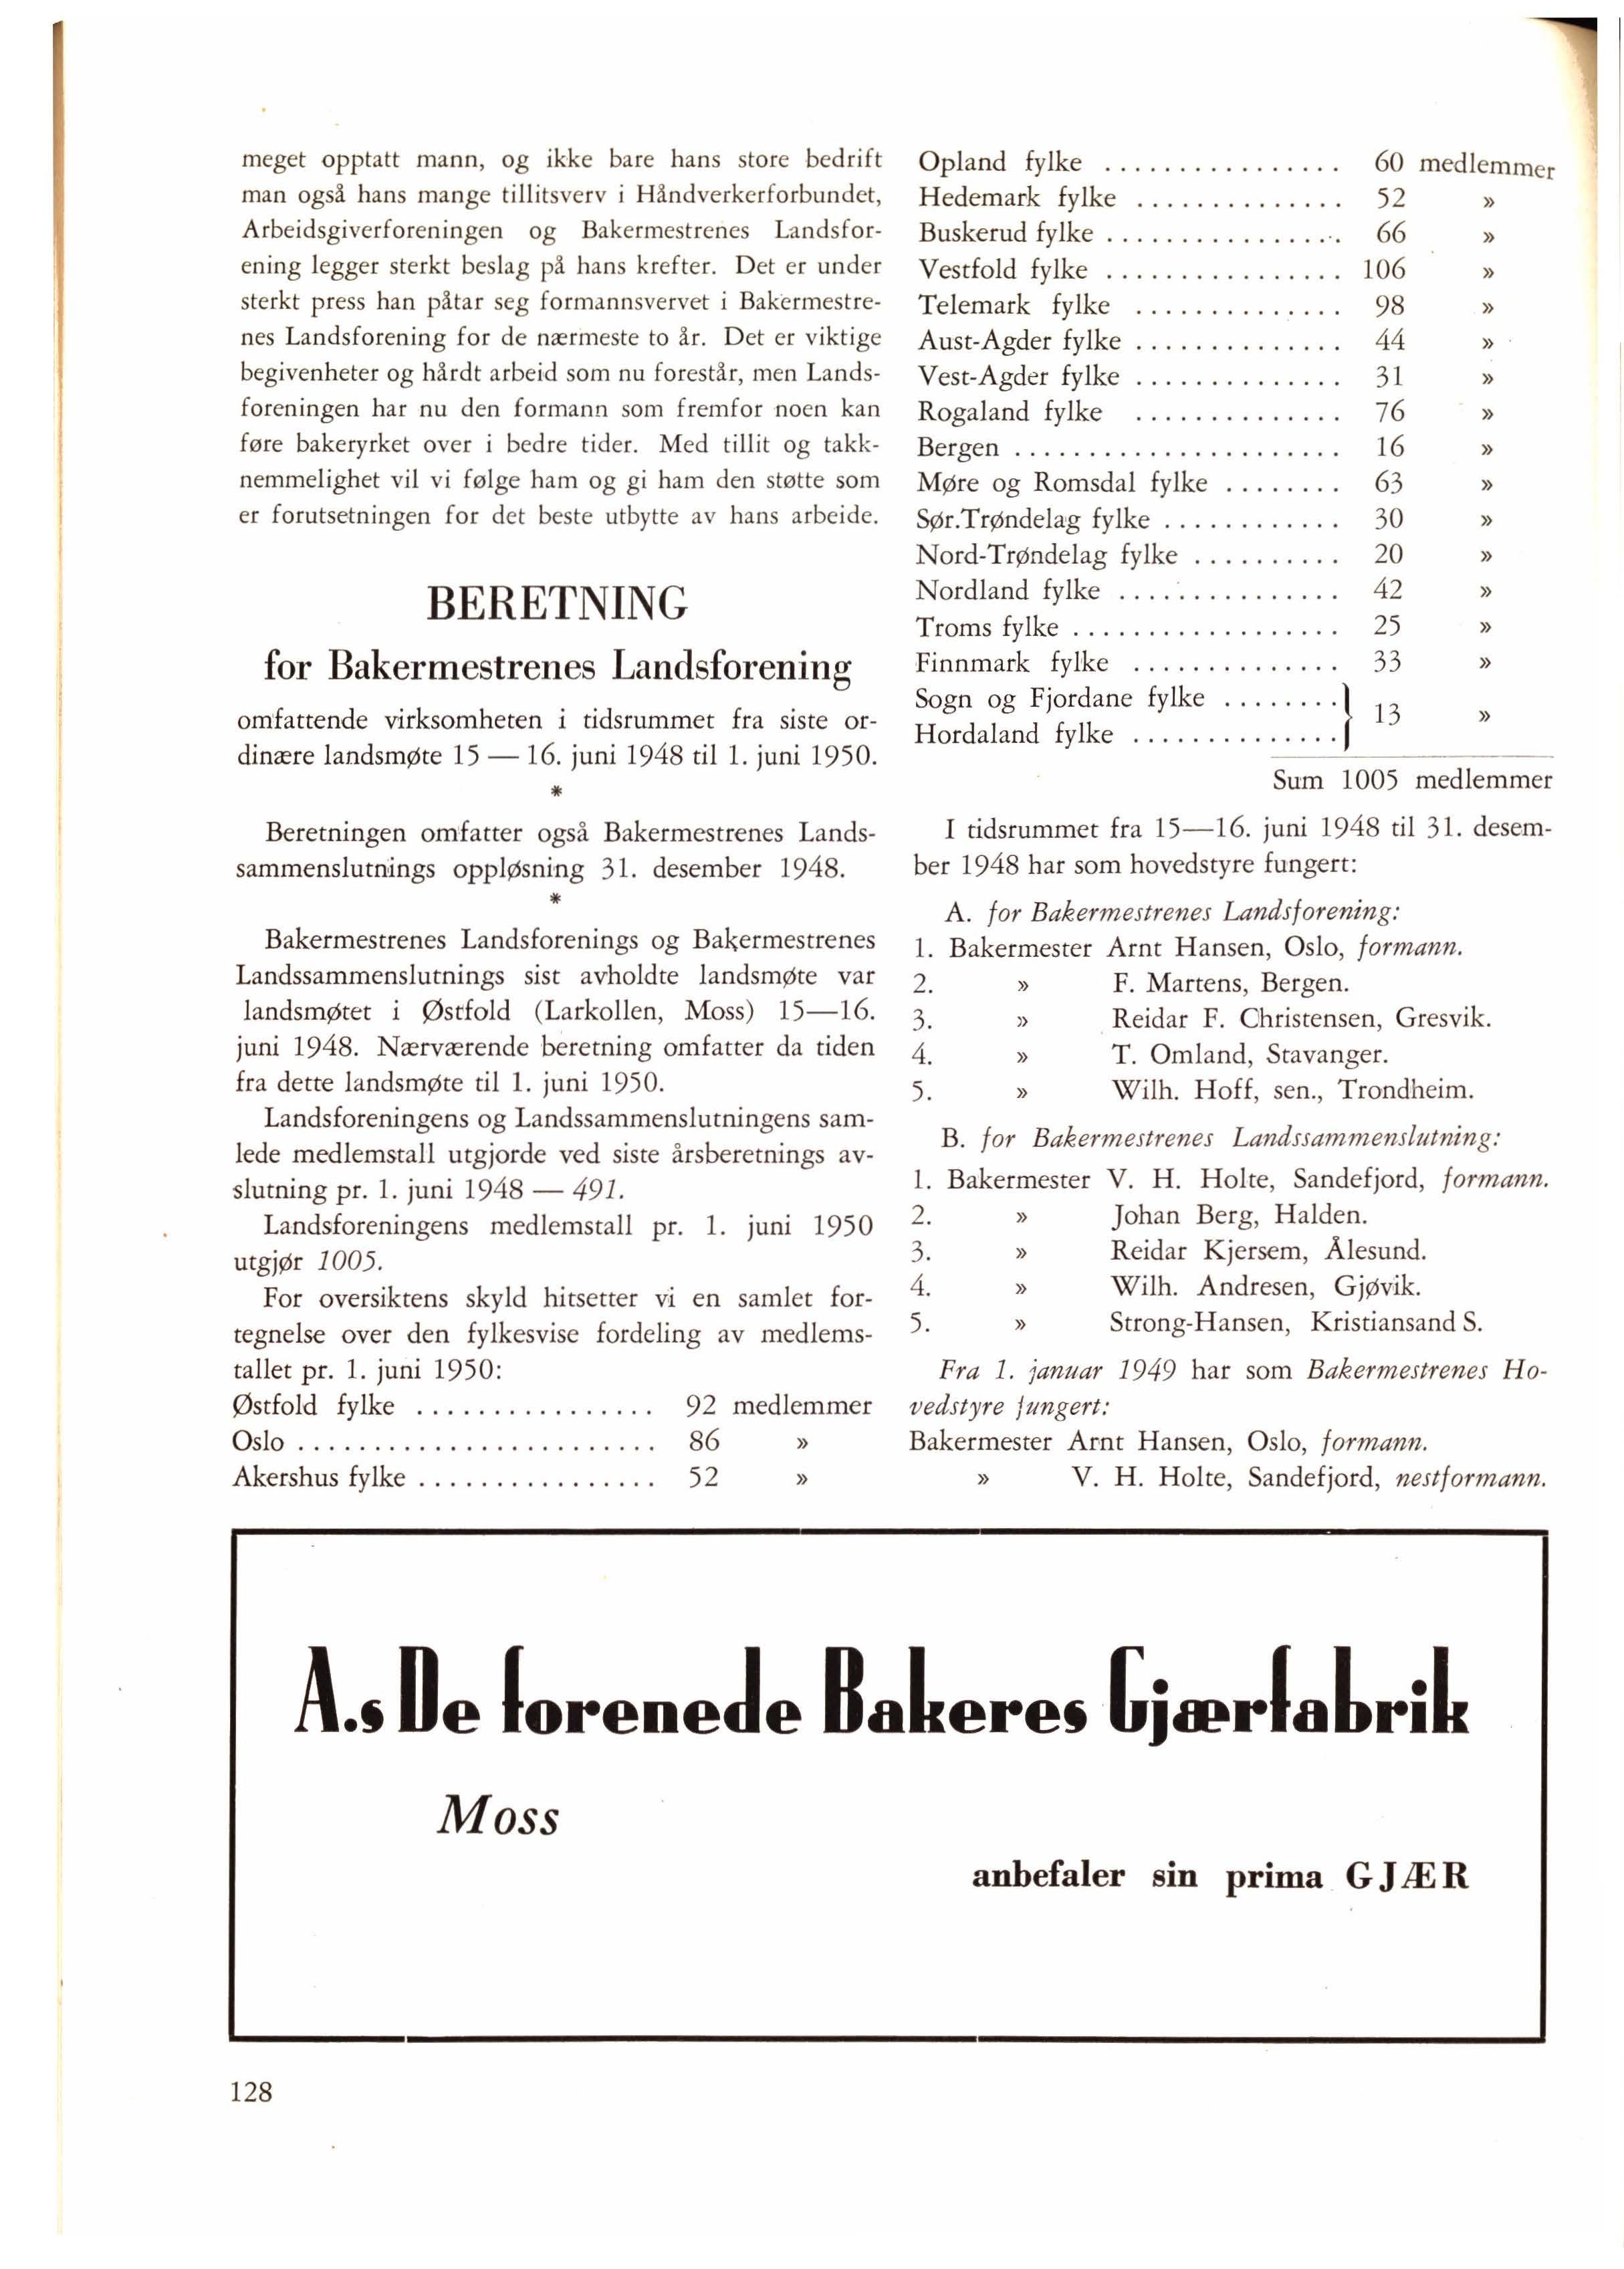 meget opptatt mann, og ikke bare hans store bedrift
man også hans mange tillitsverv i Håndverkerforbundet,
Arbeidsgiverforeningen og Bakermestrenes Landsfor-
ening legger sterkt beslag på hans krefter. Det er under
sterkt press han påtar seg formannsvervet i Bakermestre-
nes Landsforening for de nærmeste to år. Det er viktige
begivenheter og hårdt arbeid som nu forestår, men Lands-
foreningen har nu den formann som fremfor noen kan
føre bakeryrket over i bedre tider. Med tillit og takk-
nemmelighet vil vi følge ham og gi ham den støtte som
er forutsetningen for det beste utbytte av hans arbeide.
BERETNING
for Bakermestrenes Landsforening
omfattende virksomheten i tidsrummet fra siste or-
dinære landsmøte 15 — 16. juni 1948 til 1. juni 1950.
*
Beretningen omfatter også Bakermestrenes Lands-
sammenslutnings oppløsning 31. desember 1948.
*
Bakermestrenes Landsforenings og Bakermestrenes
Landssammenslutnings sist avholdte landsmøte var
landsmøtet i Østfold (Larkollen, Moss) 15—16.
juni 1948. Nærværende beretning omfatter da tiden
fra dette landsmøte til 1. juni 1950.
Landsforeningens og Landssammenslutningens sam-
lede medlemstall utgjorde ved siste årsberetnings av-
slutning pr. 1. juni 1948 — 491.
Landsforeningens medlemstall pr. 1. juni 1950
utgjør 1005.
For oversiktens skyld hitsetter vi en samlet for-
tegnelse over den fylkesvise fordeling av medlems-
tallet pr. 1. juni 1950:
Østfold fylke ................ 92 medlemmer
Oslo ........................ 86 »
Akershus fylke ................ 52 »
Opland fylke ................ 60 medlemmer
Hedemark fylke .............. 52 »
Buskerud fylke ................ 66 »
Vestfold fylke ................ 106 »
Telemark fylke .............. 98 »
Aust-Agder fylke .............. 44 »
Vest-Agder fylke .............. 31 »
Rogaland fylke .............. 76 »
Bergen ...................... 16 »
Møre og Romsdal fylke ........ 63 »
Sør.Trøndelag fylke ............ 30 »
Nord-Trøndelag fylke .......... 20 »
Nordland fylke ............... 42 »
Troms fylke .................. 25 »
Finnmark fylke .............. 33 »
Sogn og Fjordane fylke ........} 13 »
Hordaland fylke ..............}
Sum 1005 medlemmer
I tidsrummet fra 15—16. juni 1948 til 31. desem-
ber 1948 har som hovedstyre fungert:
A. for Bakermestrenes Landsforening:
1. Bakermester Arnt Hansen, Oslo, formann.
2. » F. Martens, Bergen.
3. » Reidar F. Christensen, Gresvik.
4. » T. Omland, Stavanger.
5. » Wilh. Hoff, sen., Trondheim.
B. for Bakermestrenes Landssammenslutning:
1. Bakermester V. H. Holte, Sandefjord, formann.
2. » Johan Berg, Halden.
3. » Reidar Kjersem, Ålesund.
4. » Wilh. Andresen, Gjøvik.
5. » Strong-Hansen, Kristiansand S.
Fra 1. januar 1949 har som Bakermestrenes Ho-
vedstyre fungert:
Bakermester Arnt Hansen, Oslo, formann.
» V. H. Holte, Sandefjord, nestformann.
A.s De forenede Bakeres Gjærfabrik
Moss
anbefaler sin prima GJÆR
128